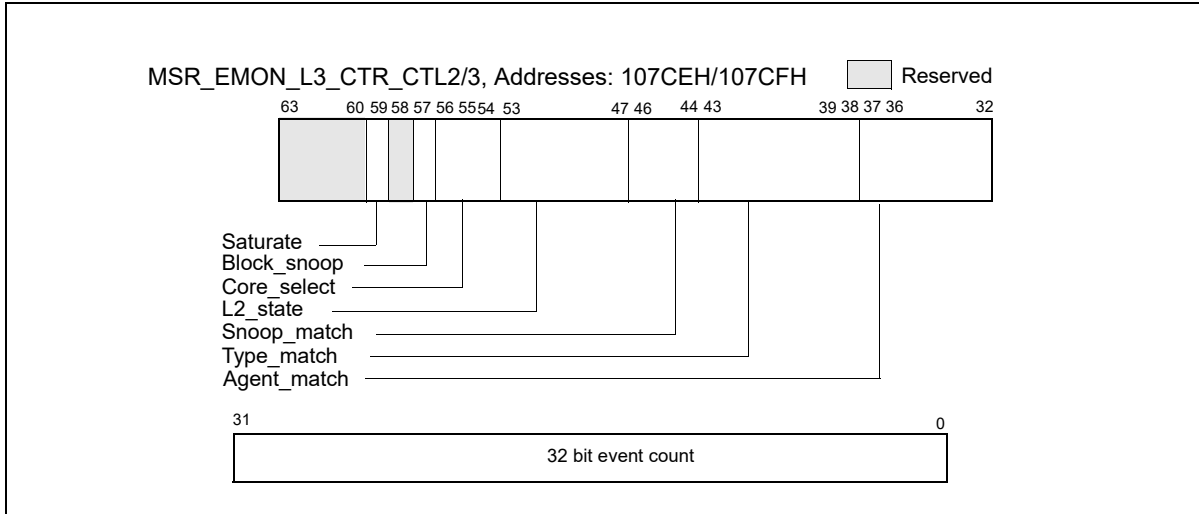 MSR_EMON_L3_CTR_CTL2/3, Addresses: 107CEH/107CFH Reserved
63 60 59 58 57 56 55 54 53 47 46 44 43 39 38 37 36 32
Saturate
Block_snoop
Core_select
L2_state
Snoop_match
Type_match
Agent_match
31 0
32 bit event count